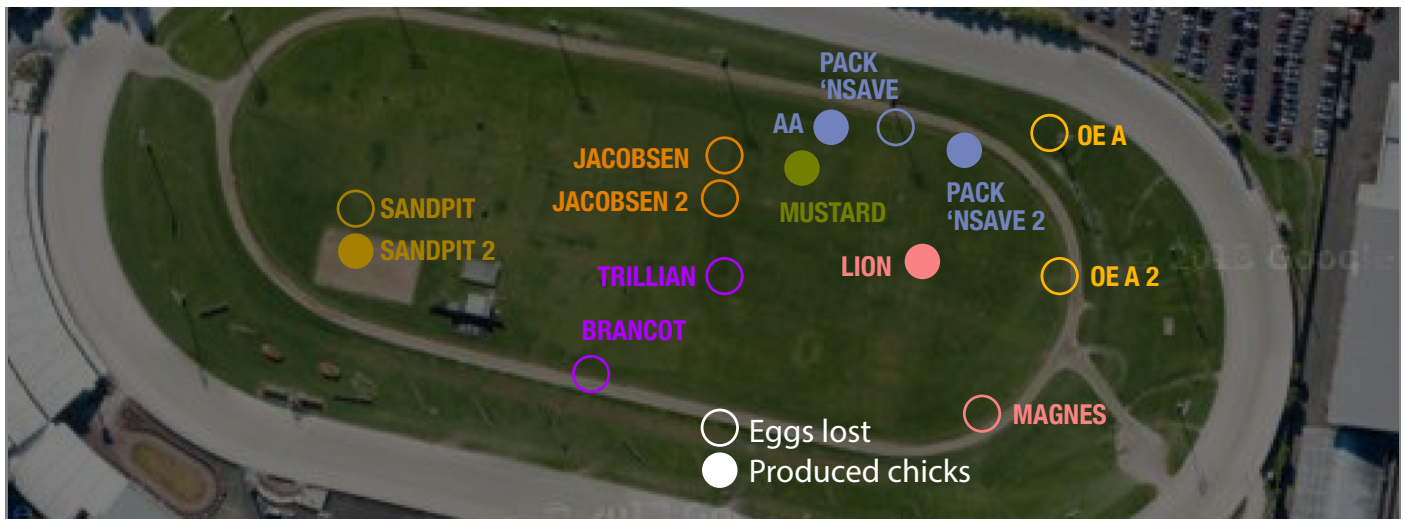 PACK
‘NSAVE
AA
OE A
JACOBSEN
JACOBSEN 2
MUSTARD
PACK
‘NSAVE 2
SANDPIT
SANDPIT 2
LION
TRILLIAN
OE A 2
Google
BRANCOT
MAGNES
Eggs lost
Produced chicks